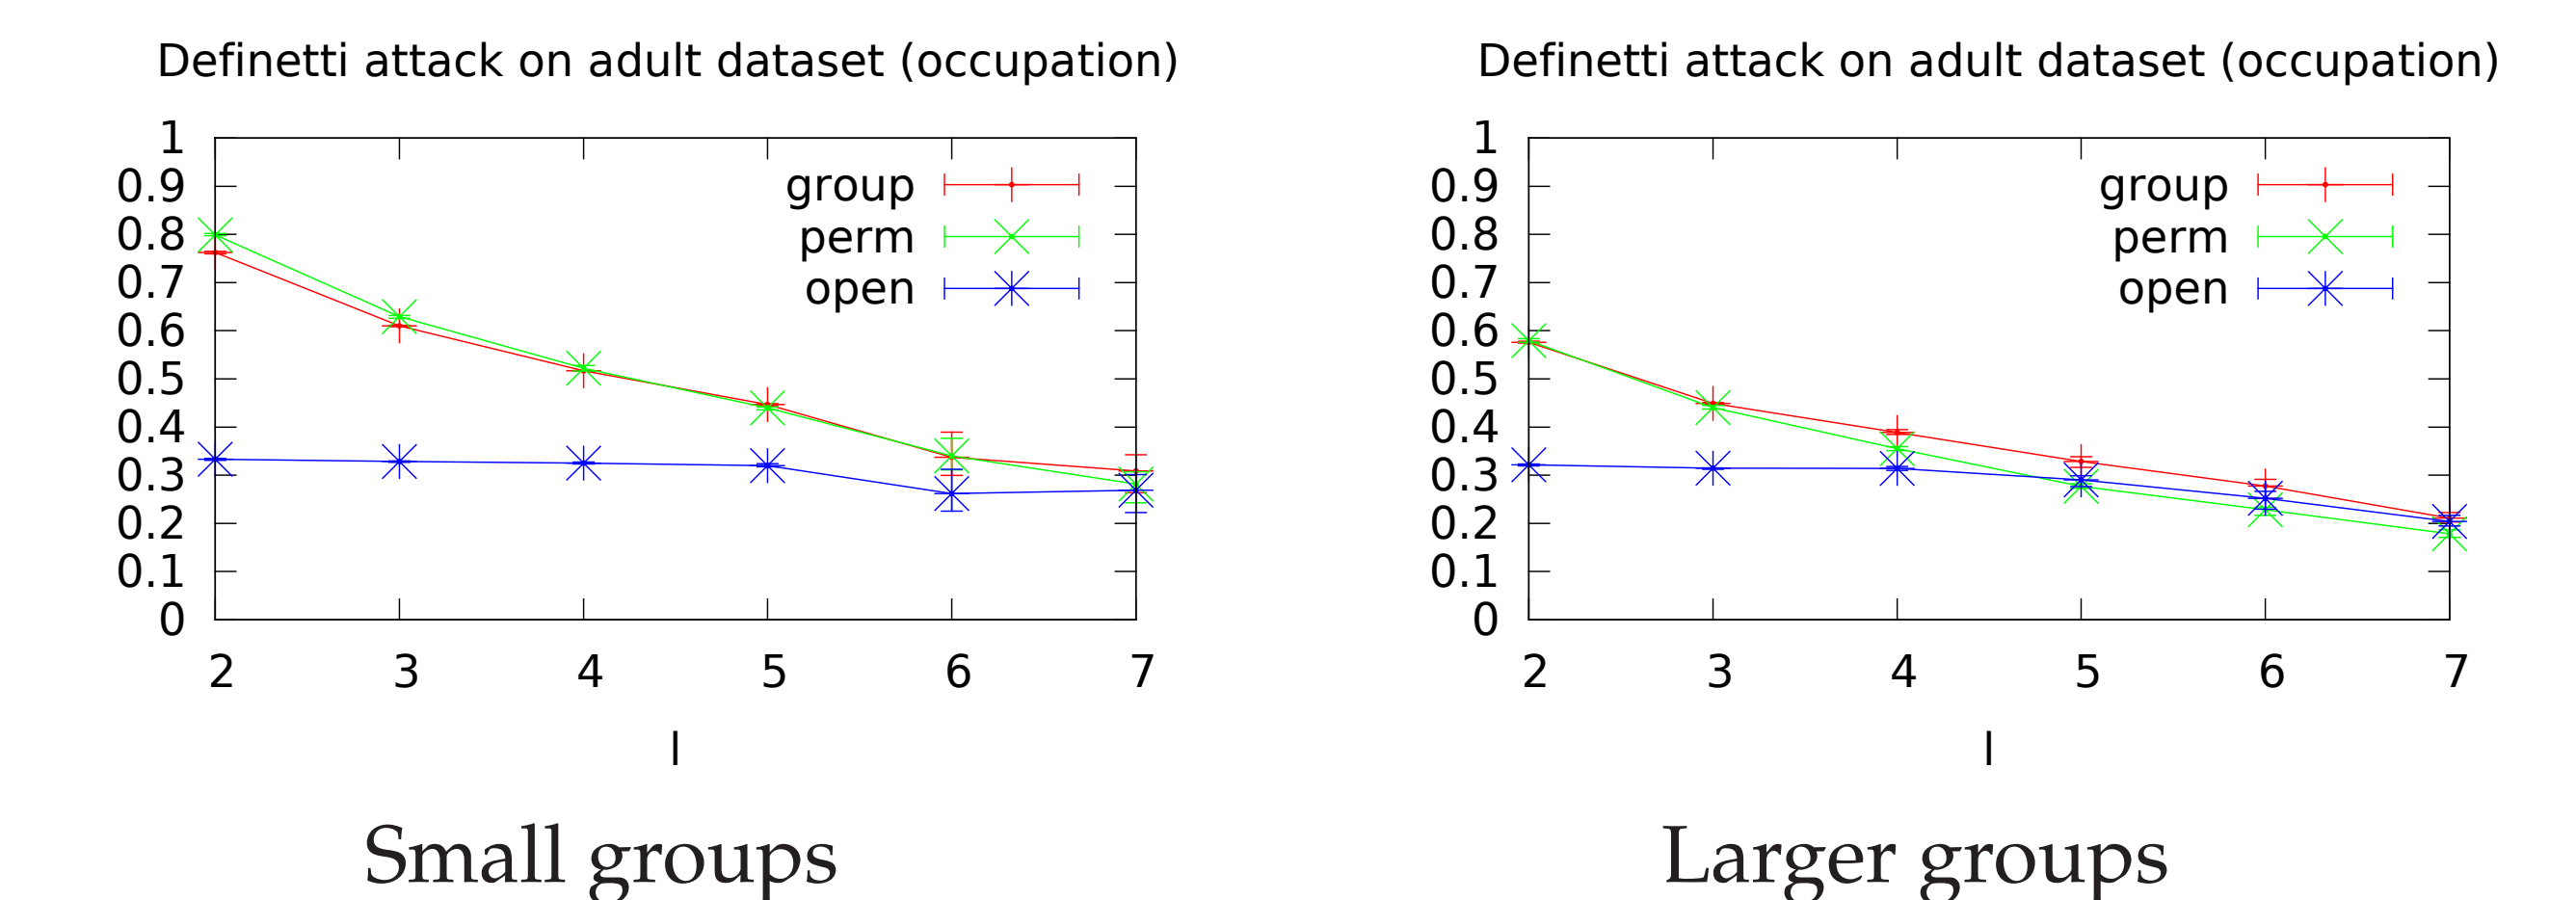 Definetti attack on adult dataset (occupation)
1
0.9
0.8
0.7
0.6
0.5
0.4
0.3
0.2
0.1
0
group
perm
open
2 3 4 5 6 7
l
Small groups
Definetti attack on adult dataset (occupation)
1
0.9
0.8
0.7
0.6
0.5
0.4
0.3
0.2
0.1
0
group
perm
open
2 3 4 5 6 7
l
Larger groups